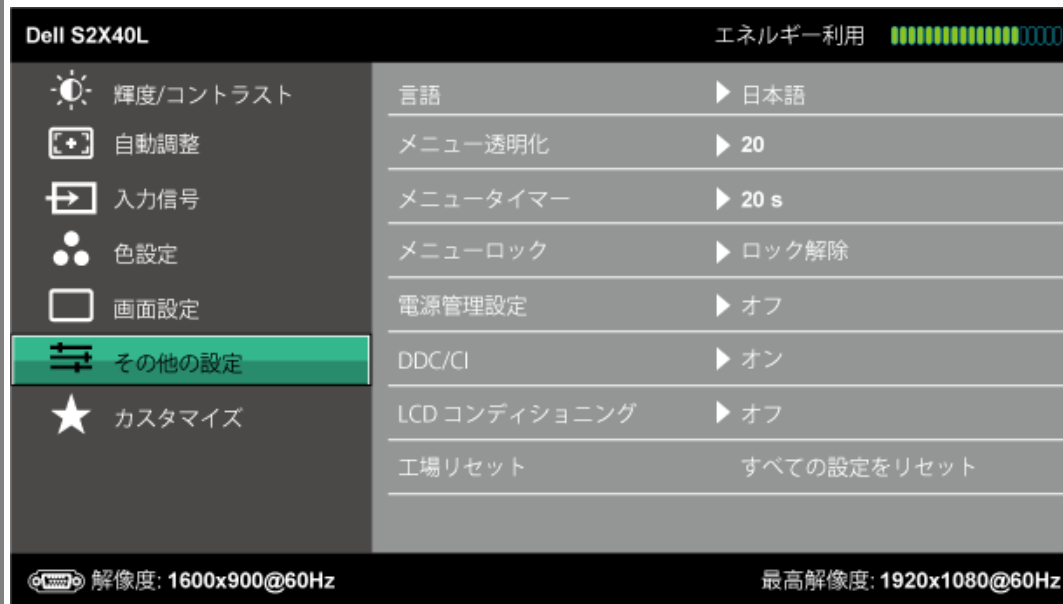 Dell S2X40L エネルギー利用
輝度/コントラスト
自動調整
入力信号
色設定
画面設定
その他の設定
カスタマイズ
言語 日本語
メニュー透明化 20
メニュータイマー 20 s
メニューロック ロック解除
電源管理設定 オフ
DDC/CI オン
LCD コンディショニング オフ
工場リセット すべての設定をリセット
解像度: 1600x900@60Hz 最高解像度: 1920x1080@60Hz